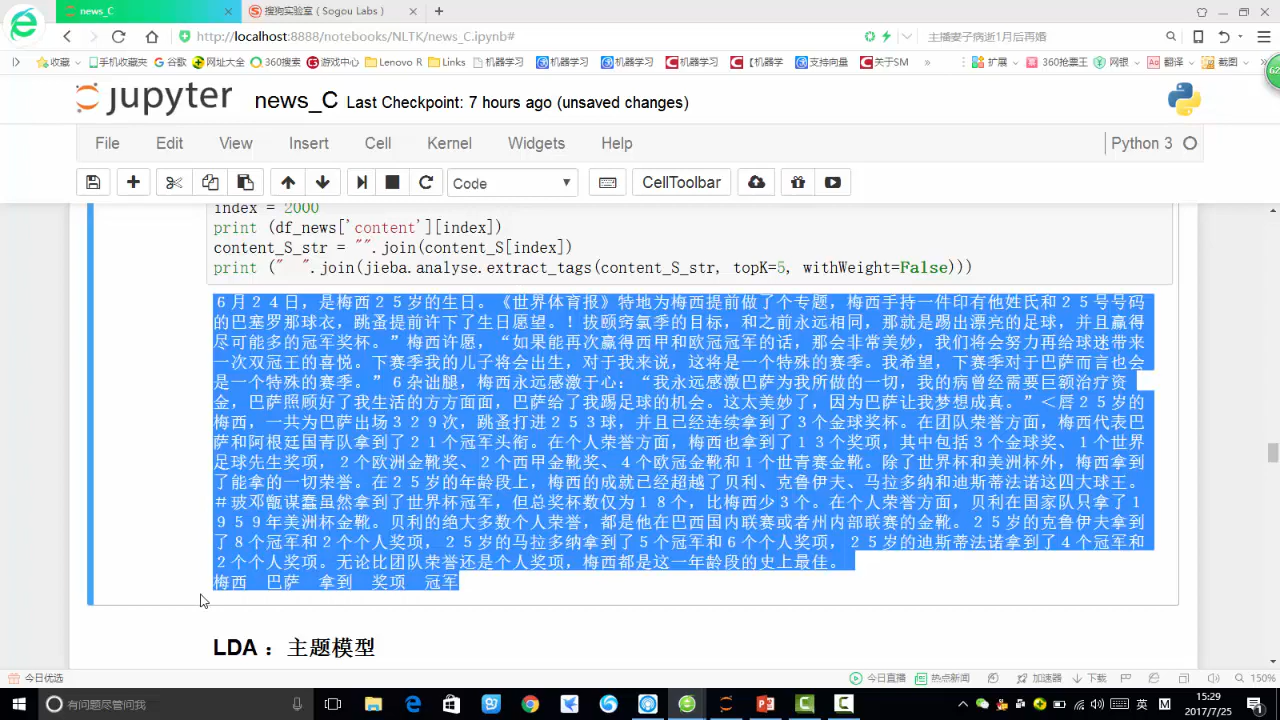 news_C
搜狗实验室（Sogou Labs）
http://localhost:8888/notebooks/NLTK/news_C.ipynb#
主播妻子病逝1月后再婚
收藏 手机收藏夹 谷歌 网址大全 360搜索 游戏中心 Lenovo R Links 机器学习 机器学习 机器学习 机器学习 【机器学 支持向量 关于SM » 扩展 360抢票王 网银 翻译 截图
jupyter news_C Last Checkpoint: 7 hours ago (unsaved changes)
File Edit View Insert Cell Kernel Widgets Help Python 3
Code CellToolbar
index = 2000
print (df_news['content'][index])
content_S_str = "".join(content_S[index])
print ("  ".join(jieba.analyse.extract_tags(content_S_str, topK=5, withWeight=False)))
６月２４日，是梅西２５岁的生日。《世界体育报》特地为梅西提前做了个专题，梅西手持一件印有他姓氏和２５号号码
的巴塞罗那球衣，跳蚤提前许下了生日愿望。！拔颐窍氯季的目标，和之前永远相同，那就是踢出漂亮的足球，并且赢得
尽可能多的冠军奖杯。”梅西许愿，“如果能再次赢得西甲和欧冠冠军的话，那会非常美妙，我们将会努力再给球迷带来
一次双冠王的喜悦。下赛季我的儿子将会出生，对于我来说，这将是一个特殊的赛季。我希望，下赛季对于巴萨而言也会
是一个特殊的赛季。”６杂诎腿，梅西永远感激于心：“我永远感激巴萨为我所做的一切，我的病曾经需要巨额治疗资
金，巴萨照顾好了我生活的方方面面，巴萨给了我踢足球的机会。这太美妙了，因为巴萨让我梦想成真。”＜唇２５岁的
梅西，一共为巴萨出场３２９次，跳蚤打进２５３球，并且已经连续拿到了３个金球奖杯。在团队荣誉方面，梅西代表巴
萨和阿根廷国青队拿到了２１个冠军头衔。在个人荣誉方面，梅西也拿到了１３个奖项，其中包括３个金球奖、１个世界
足球先生奖项，２个欧洲金靴奖、２个西甲金靴奖、４个欧冠金靴和１个世青赛金靴。除了世界杯和美洲杯外，梅西拿到
了能拿的一切荣誉。在２５岁的年龄段上，梅西的成就已经超越了贝利、克鲁伊夫、马拉多纳和迪斯蒂法诺这四大球王。
＃玻邓甑谋蠡虽然拿到了世界杯冠军，但总奖杯数仅为１８个，比梅西少３个。在个人荣誉方面，贝利在国家队只拿了１
９５９年美洲杯金靴。贝利的绝大多数个人荣誉，都是他在巴西国内联赛或者州内部联赛的金靴。２５岁的克鲁伊夫拿到
了８个冠军和２个个人奖项，２５岁的马拉多纳拿到了５个冠军和６个个人奖项，２５岁的迪斯蒂法诺拿到了４个冠军和
２个个人奖项。无论比团队荣誉还是个人奖项，梅西都是这一年龄段的史上最佳。
梅西  巴萨  拿到  奖项  冠军
LDA ：主题模型
今日优选 今日直播 热点新闻 加速器 下载 150%
有问题尽管问我 英 M 15:29
2017/7/25